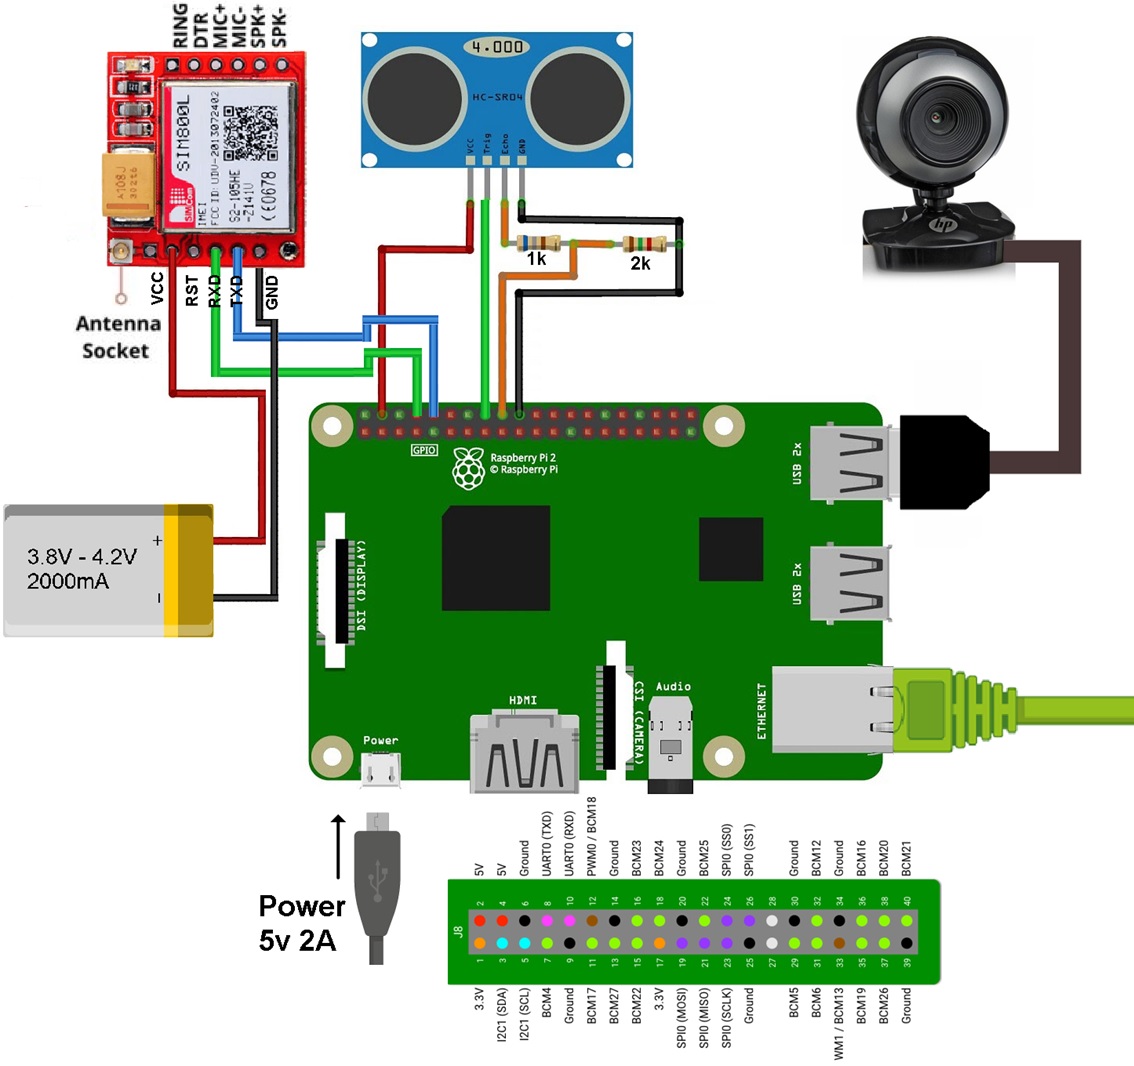 RING
DTR
MIC+
MIC-
SPK+
SPK-
SIM800L
SIMCom
IMEI
FCC ID: UDV-2013072402
S2-105HE
-Z141U
CE0678
A108J
VCC
RST
RXD
TXD
GND
Antenna
Socket
4.000
HC-SR04
VCC
Trig
Echo
GND
1k
2k
hp
3.8V - 4.2V
2000mA
+
-
GPIO
Raspberry Pi 2
© Raspberry Pi
USB 2x
USB 2x
DSI (DISPLAY)
CSI (CAMERA)
HDMI
Audio
ETHERNET
Power
Power
5v 2A
5V
5V
Ground
UART0 (TXD)
UART0 (RXD)
PWM0 / BCM18
Ground
BCM23
BCM24
Ground
BCM25
SPI0 (SS0)
SPI0 (SS1)
Ground
BCM12
Ground
BCM16
BCM20
BCM21
J8
2 4 6 8 10 12 14 16 18 20 22 24 26 28 30 32 34 36 38 40
1 3 5 7 9 11 13 15 17 19 21 23 25 27 29 31 33 35 37 39
3.3V
I2C1 (SDA)
I2C1 (SCL)
BCM4
Ground
BCM17
BCM27
BCM22
3.3V
SPI0 (MOSI)
SPI0 (MISO)
SPI0 (SCLK)
Ground
BCM5
BCM6
WM1 / BCM13
BCM19
BCM26
Ground